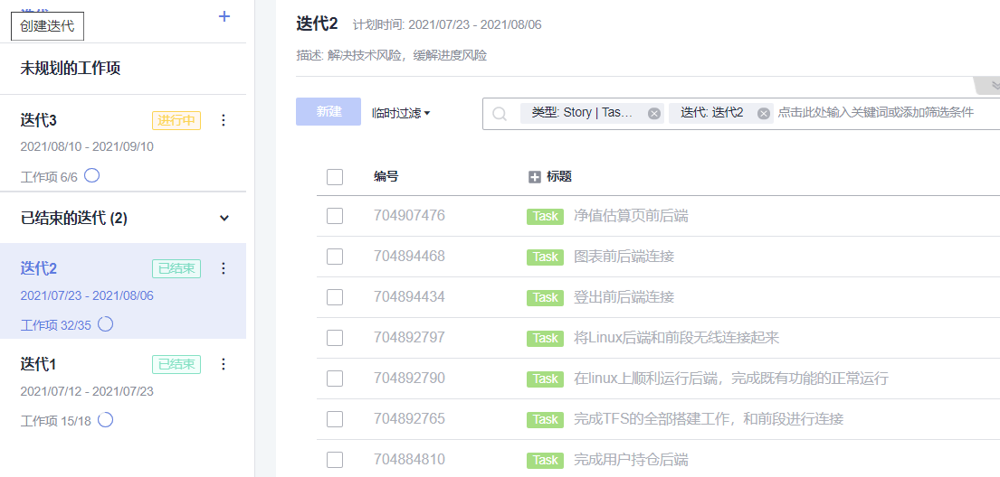 创建迭代
未规划的工作项
迭代3 进行中
2021/08/10 - 2021/09/10
工作项 6/6
已结束的迭代 (2)
迭代2 已结束
2021/07/23 - 2021/08/06
工作项 32/35
迭代1 已结束
2021/07/12 - 2021/07/23
工作项 15/18
迭代2 计划时间: 2021/07/23 - 2021/08/06
描述: 解决技术风险，缓解进度风险
新建 临时过滤 类型: Story | Tas... 迭代: 迭代2 点击此处输入关键词或添加筛选条件
编号 标题
704907476 Task 净值估算页前后端
704894468 Task 图表前后端连接
704894434 Task 登出前后端连接
704892797 Task 将Linux后端和前段无线连接起来
704892790 Task 在linux上顺利运行后端，完成既有功能的正常运行
704892765 Task 完成TFS的全部搭建工作，和前段进行连接
704884810 Task 完成用户持仓后端